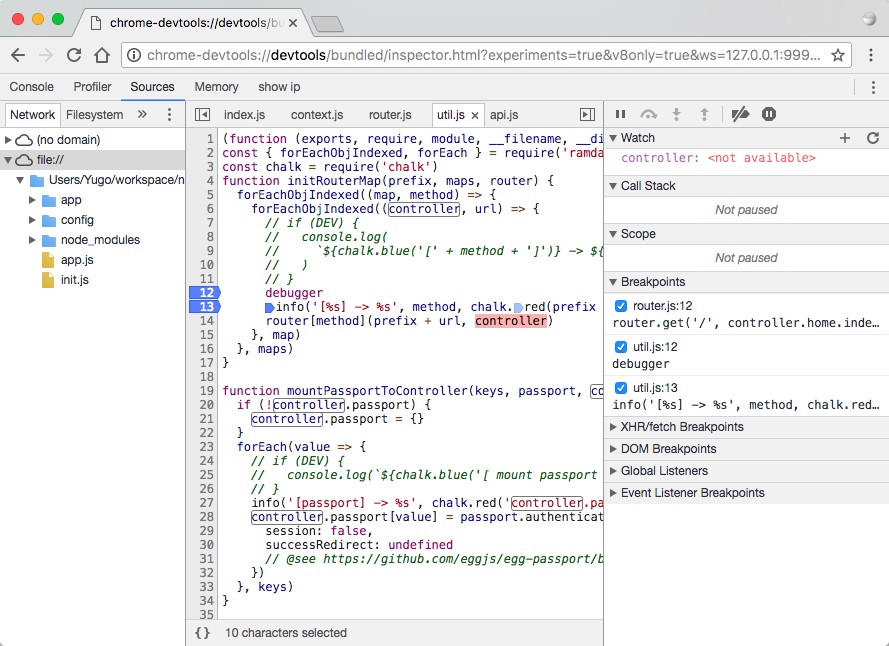 chrome-devtools://devtools/bu
chrome-devtools://devtools/bundled/inspector.html?experiments=true&v8only=true&ws=127.0.0.1:999...
Console Profiler Sources Memory show ip
Network Filesystem »
(no domain)
file://
Users/Yugo/workspace/n
app
config
node_modules
app.js
init.js
index.js context.js router.js util.js × api.js
1 (function (exports, require, module, __filename, __di
2 const { forEachObjIndexed, forEach } = require('ramda
3 const chalk = require('chalk')
4 function initRouterMap(prefix, maps, router) {
5 forEachObjIndexed((map, method) => {
6 forEachObjIndexed((controller, url) => {
7 // if (DEV) {
8 // console.log(
9 // `${chalk.blue('[' + method + ']')} -> ${
10 // )
11 // }
12 debugger
13 info('[%s] -> %s', method, chalk.red(prefix
14 router[method](prefix + url, controller)
15 }, map)
16 }, maps)
17 }
18
19 function mountPassportToController(keys, passport, co
20 if (!controller.passport) {
21 controller.passport = {}
22 }
23 forEach(value => {
24 // if (DEV) {
25 // console.log(`${chalk.blue('[ mount passport
26 // }
27 info('[passport] -> %s', chalk.red('controller.pa
28 controller.passport[value] = passport.authenticat
29 session: false,
30 successRedirect: undefined
31 // @see https://github.com/eggjs/egg-passport/b
32 })
33 }, keys)
34 }
35
{} 10 characters selected
Watch
controller: <not available>
Call Stack
Not paused
Scope
Not paused
Breakpoints
router.js:12
router.get('/', controller.home.inde…
util.js:12
debugger
util.js:13
info('[%s] -> %s', method, chalk.red…
XHR/fetch Breakpoints
DOM Breakpoints
Global Listeners
Event Listener Breakpoints